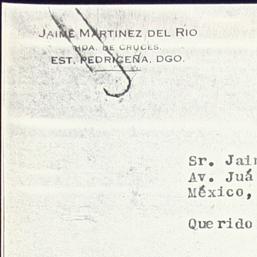 JAIME MARTINEZ DEL RIO
HDA. DE CRUCES.
EST. PEDRICEÑA, DGO.
Sr. Jai
Av. Juá
México,
Querido